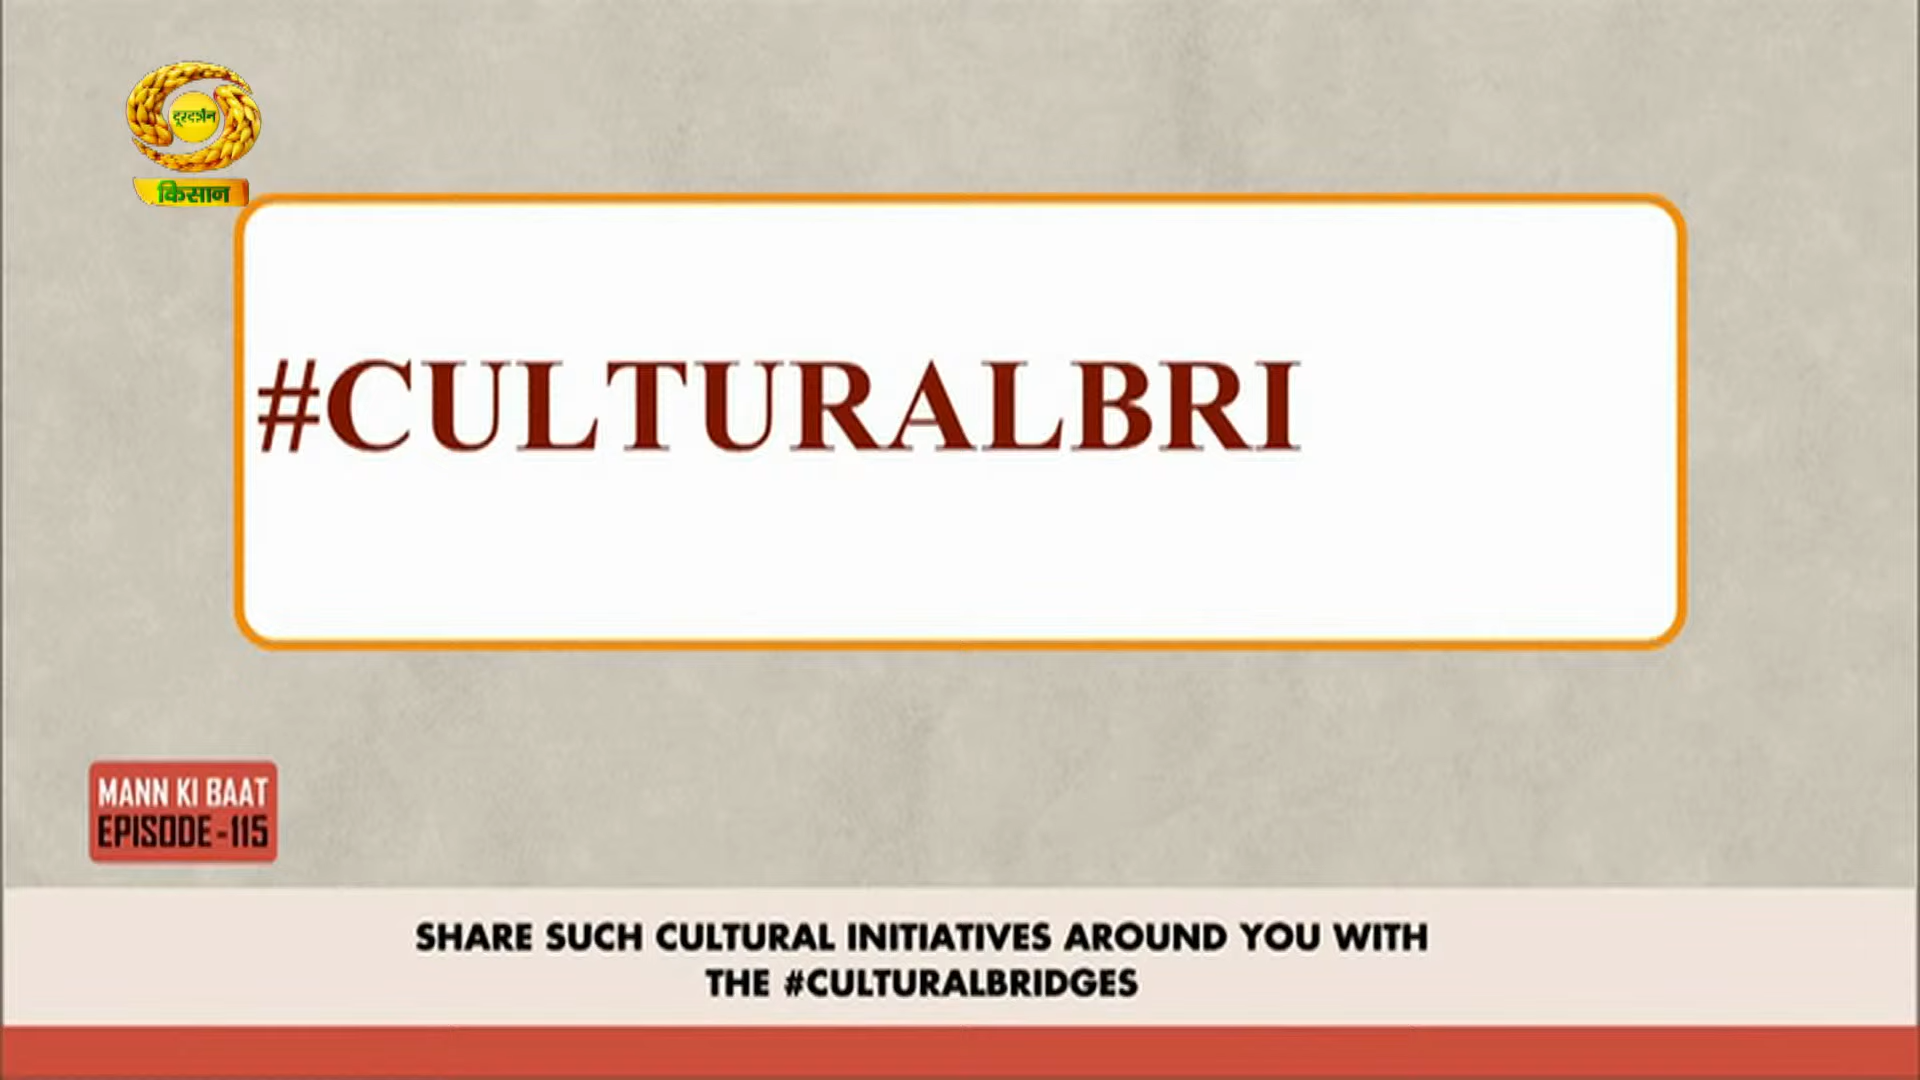 दूरदर्शन
किसान
#CULTURALBRI
MANN KI BAAT
EPISODE-115
SHARE SUCH CULTURAL INITIATIVES AROUND YOU WITH
THE #CULTURALBRIDGES